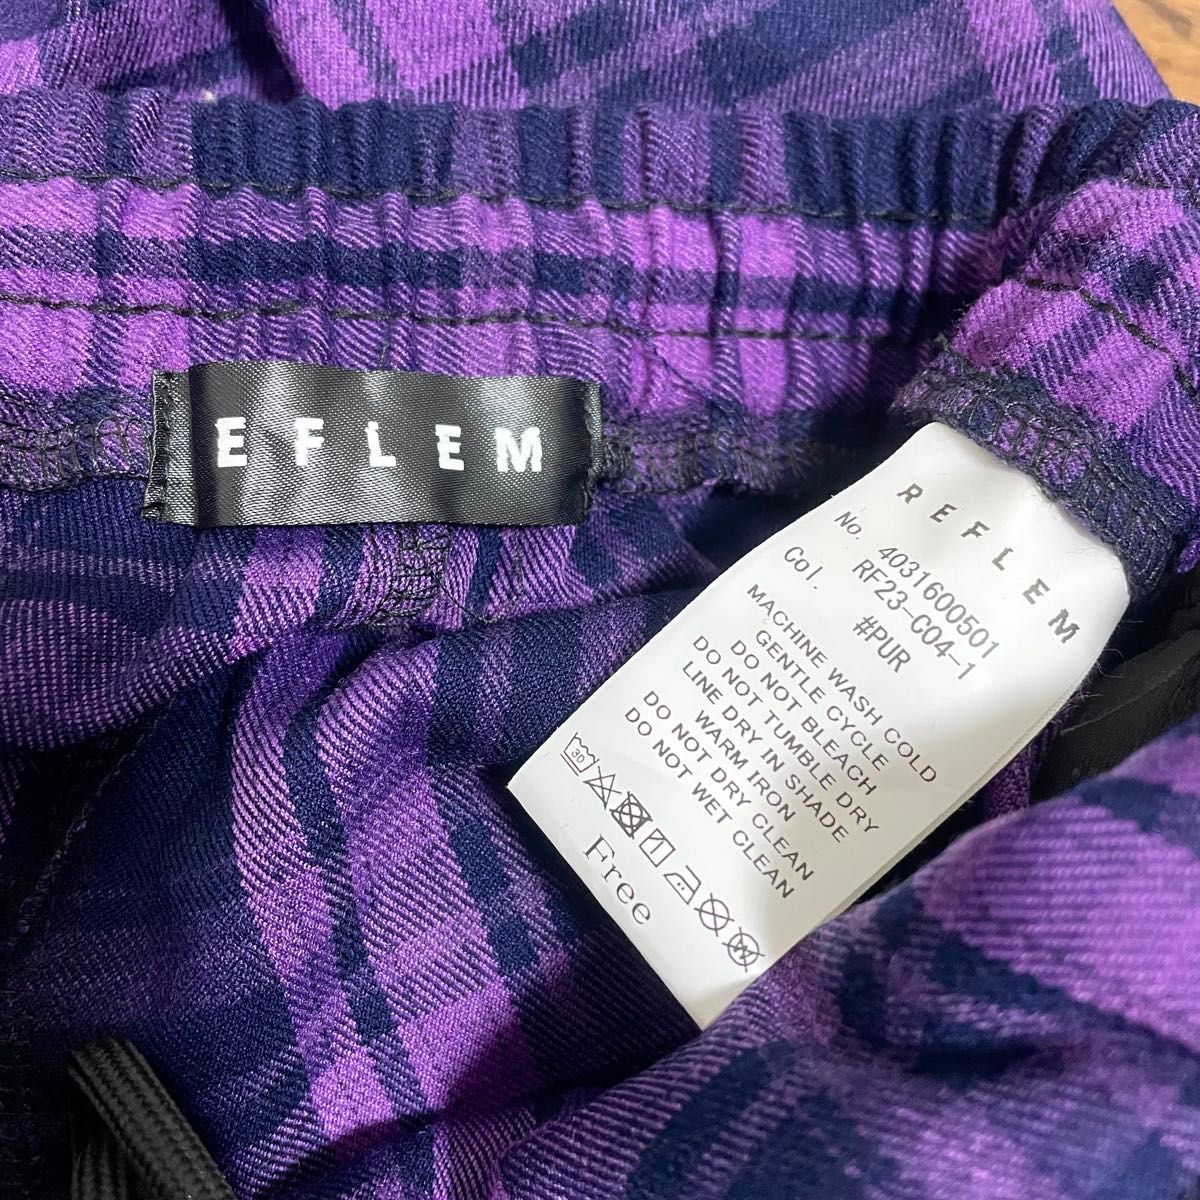 EFLEM
REFLEM
No. 4031600501
RF23-C04-1
Col. #PUR
MACHINE WASH COLD
GENTLE CYCLE
DO NOT BLEACH
DO NOT TUMBLE DRY
LINE DRY IN SHADE
WARM IRON
DO NOT DRY CLEAN
DO NOT WET CLEAN
30
Free